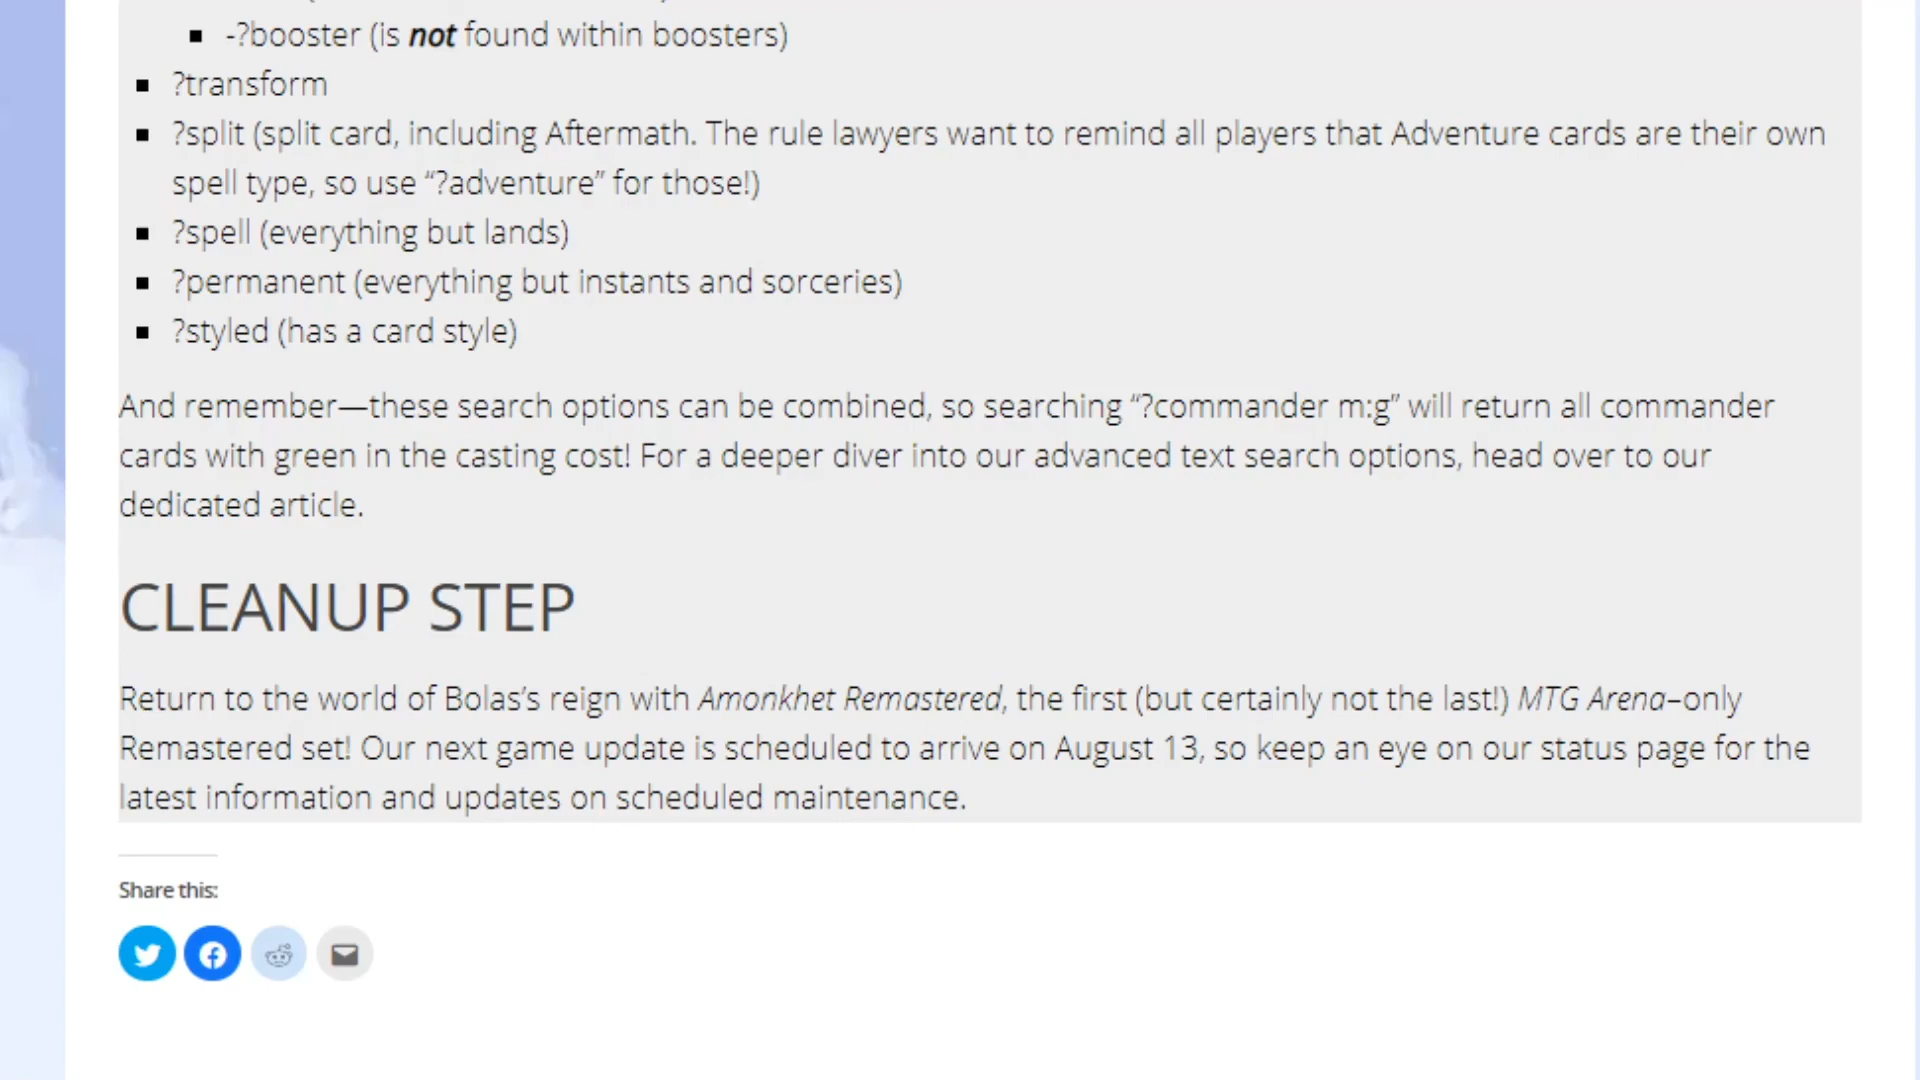 -?booster (is not found within boosters)
?transform
?split (split card, including Aftermath. The rule lawyers want to remind all players that Adventure cards are their own
spell type, so use “?adventure” for those!)
?spell (everything but lands)
?permanent (everything but instants and sorceries)
?styled (has a card style)
And remember—these search options can be combined, so searching “?commander m:g” will return all commander
cards with green in the casting cost! For a deeper diver into our advanced text search options, head over to our
dedicated article.
CLEANUP STEP
Return to the world of Bolas’s reign with Amonkhet Remastered, the first (but certainly not the last!) MTG Arena–only
Remastered set! Our next game update is scheduled to arrive on August 13, so keep an eye on our status page for the
latest information and updates on scheduled maintenance.
Share this: